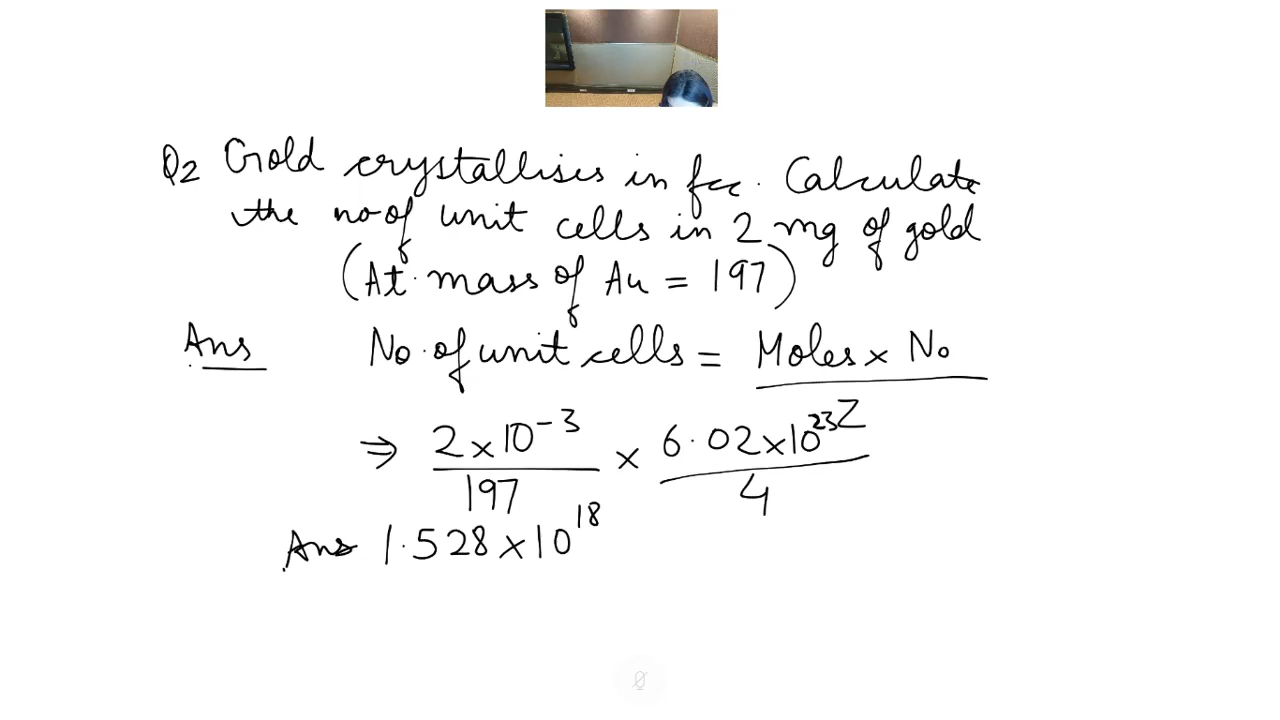 Q2 Gold crystallises in fcc. Calculate
the no of unit cells in 2 mg of gold
(At. mass of Au = 197)
Ans No. of unit cells = Moles × No
Z
⇒ 2 × 10⁻³ / 197 × 6.02 × 10²³ / 4
Ans 1.528 × 10¹⁸